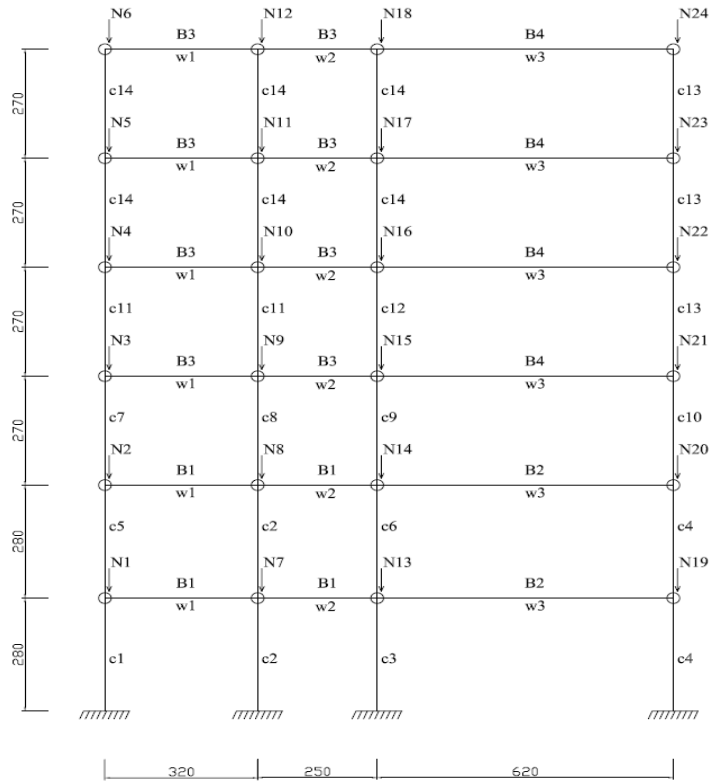 N6 N12 N18 N24
B3 B3 B4
w1 w2 w3
270 c14 c14 c14 c13
N5 N11 N17 N23
B3 B3 B4
w1 w2 w3
270 c14 c14 c14 c13
N4 N10 N16 N22
B3 B3 B4
w1 w2 w3
270 c11 c11 c12 c13
N3 N9 N15 N21
B3 B3 B4
w1 w2 w3
270 c7 c8 c9 c10
N2 N8 N14 N20
B1 B1 B2
w1 w2 w3
280 c5 c2 c6 c4
N1 N7 N13 N19
B1 B1 B2
w1 w2 w3
280 c1 c2 c3 c4
320 250 620